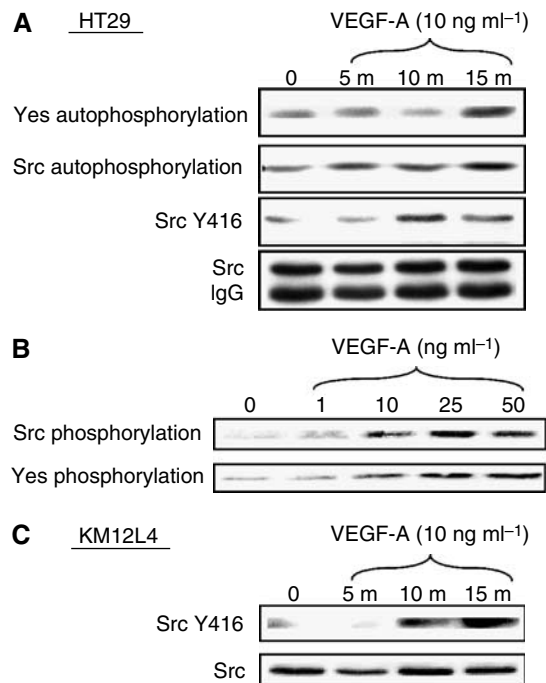 A HT29 VEGF-A (10 ng ml⁻¹)
0 5 m 10 m 15 m
Yes autophosphorylation
Src autophosphorylation
Src Y416
Src
IgG
B VEGF-A (ng ml⁻¹)
0 1 10 25 50
Src phosphorylation
Yes phosphorylation
C KM12L4 VEGF-A (10 ng ml⁻¹)
0 5 m 10 m 15 m
Src Y416
Src